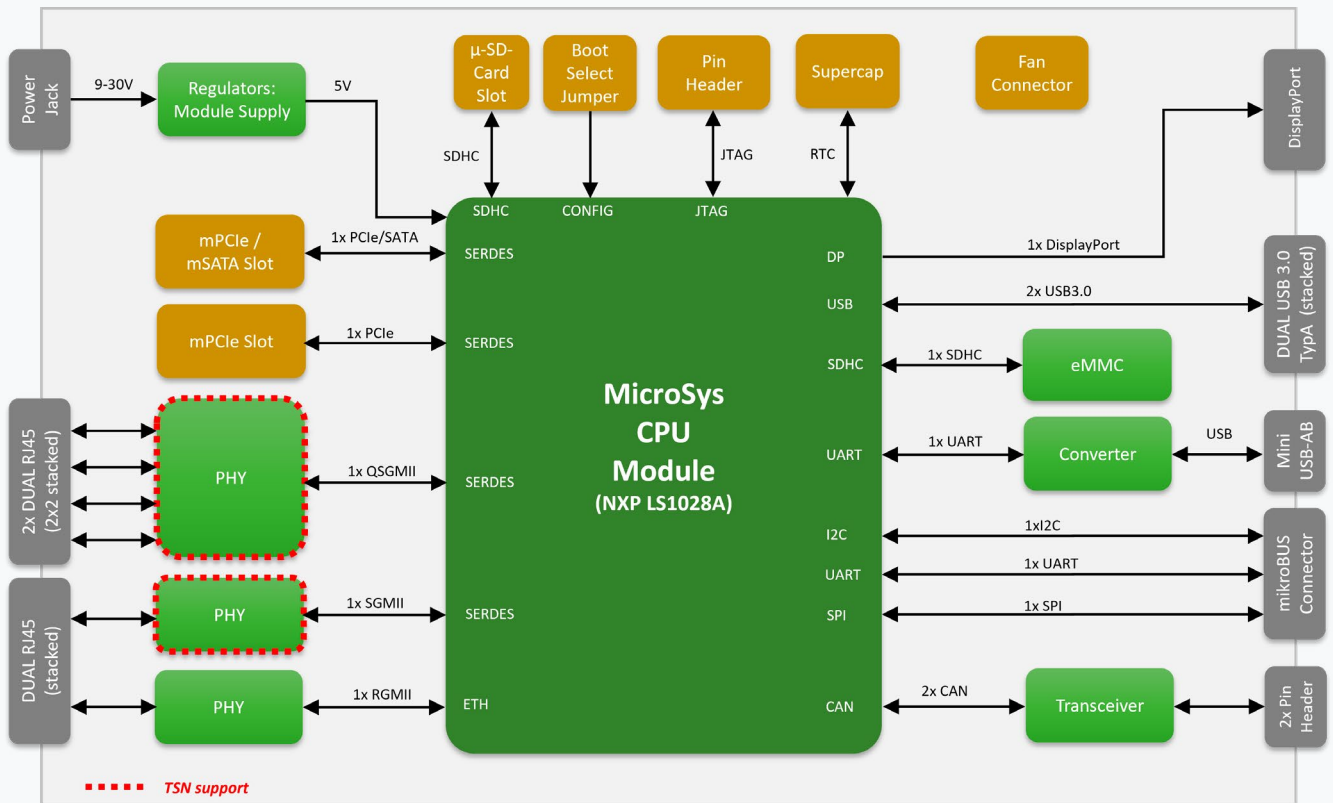 Power
Jack
9-30V
Regulators:
Module Supply
5V
µ-SD-
Card
Slot
Boot
Select
Jumper
Pin
Header
Supercap
Fan
Connector
DisplayPort
SDHC
JTAG
RTC
SDHC
CONFIG
JTAG
mPCIe /
mSATA Slot
1x PCIe/SATA
SERDES
DP
1x DisplayPort
USB
2x USB3.0
DUAL USB 3.0
TypA (stacked)
mPCIe Slot
1x PCIe
SERDES
SDHC
1x SDHC
eMMC
MicroSys
CPU
Module
(NXP LS1028A)
2x DUAL RJ45
(2x2 stacked)
PHY
1x QSGMII
SERDES
UART
1x UART
Converter
USB
Mini
USB-AB
I2C
1xI2C
UART
1x UART
SPI
1x SPI
mikroBUS
Connector
DUAL RJ45
(stacked)
PHY
1x SGMII
SERDES
PHY
1x RGMII
ETH
CAN
2x CAN
Transceiver
2x Pin
Header
TSN support